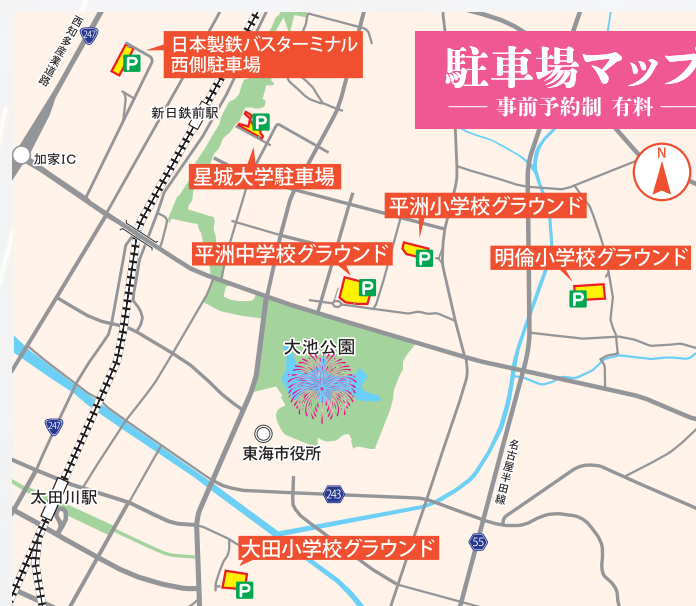 駐車場マップ
事前予約制 有料
N
西知多産業道路
247
日本製鉄バスターミナル
西側駐車場
P
新日鉄前駅
P
加家IC
星城大学駐車場
平洲小学校グラウンド
P
平洲中学校グラウンド
P
明倫小学校グラウンド
P
大池公園
247
東海市役所
名古屋半田線
太田川駅
243
55
大田小学校グラウンド
P